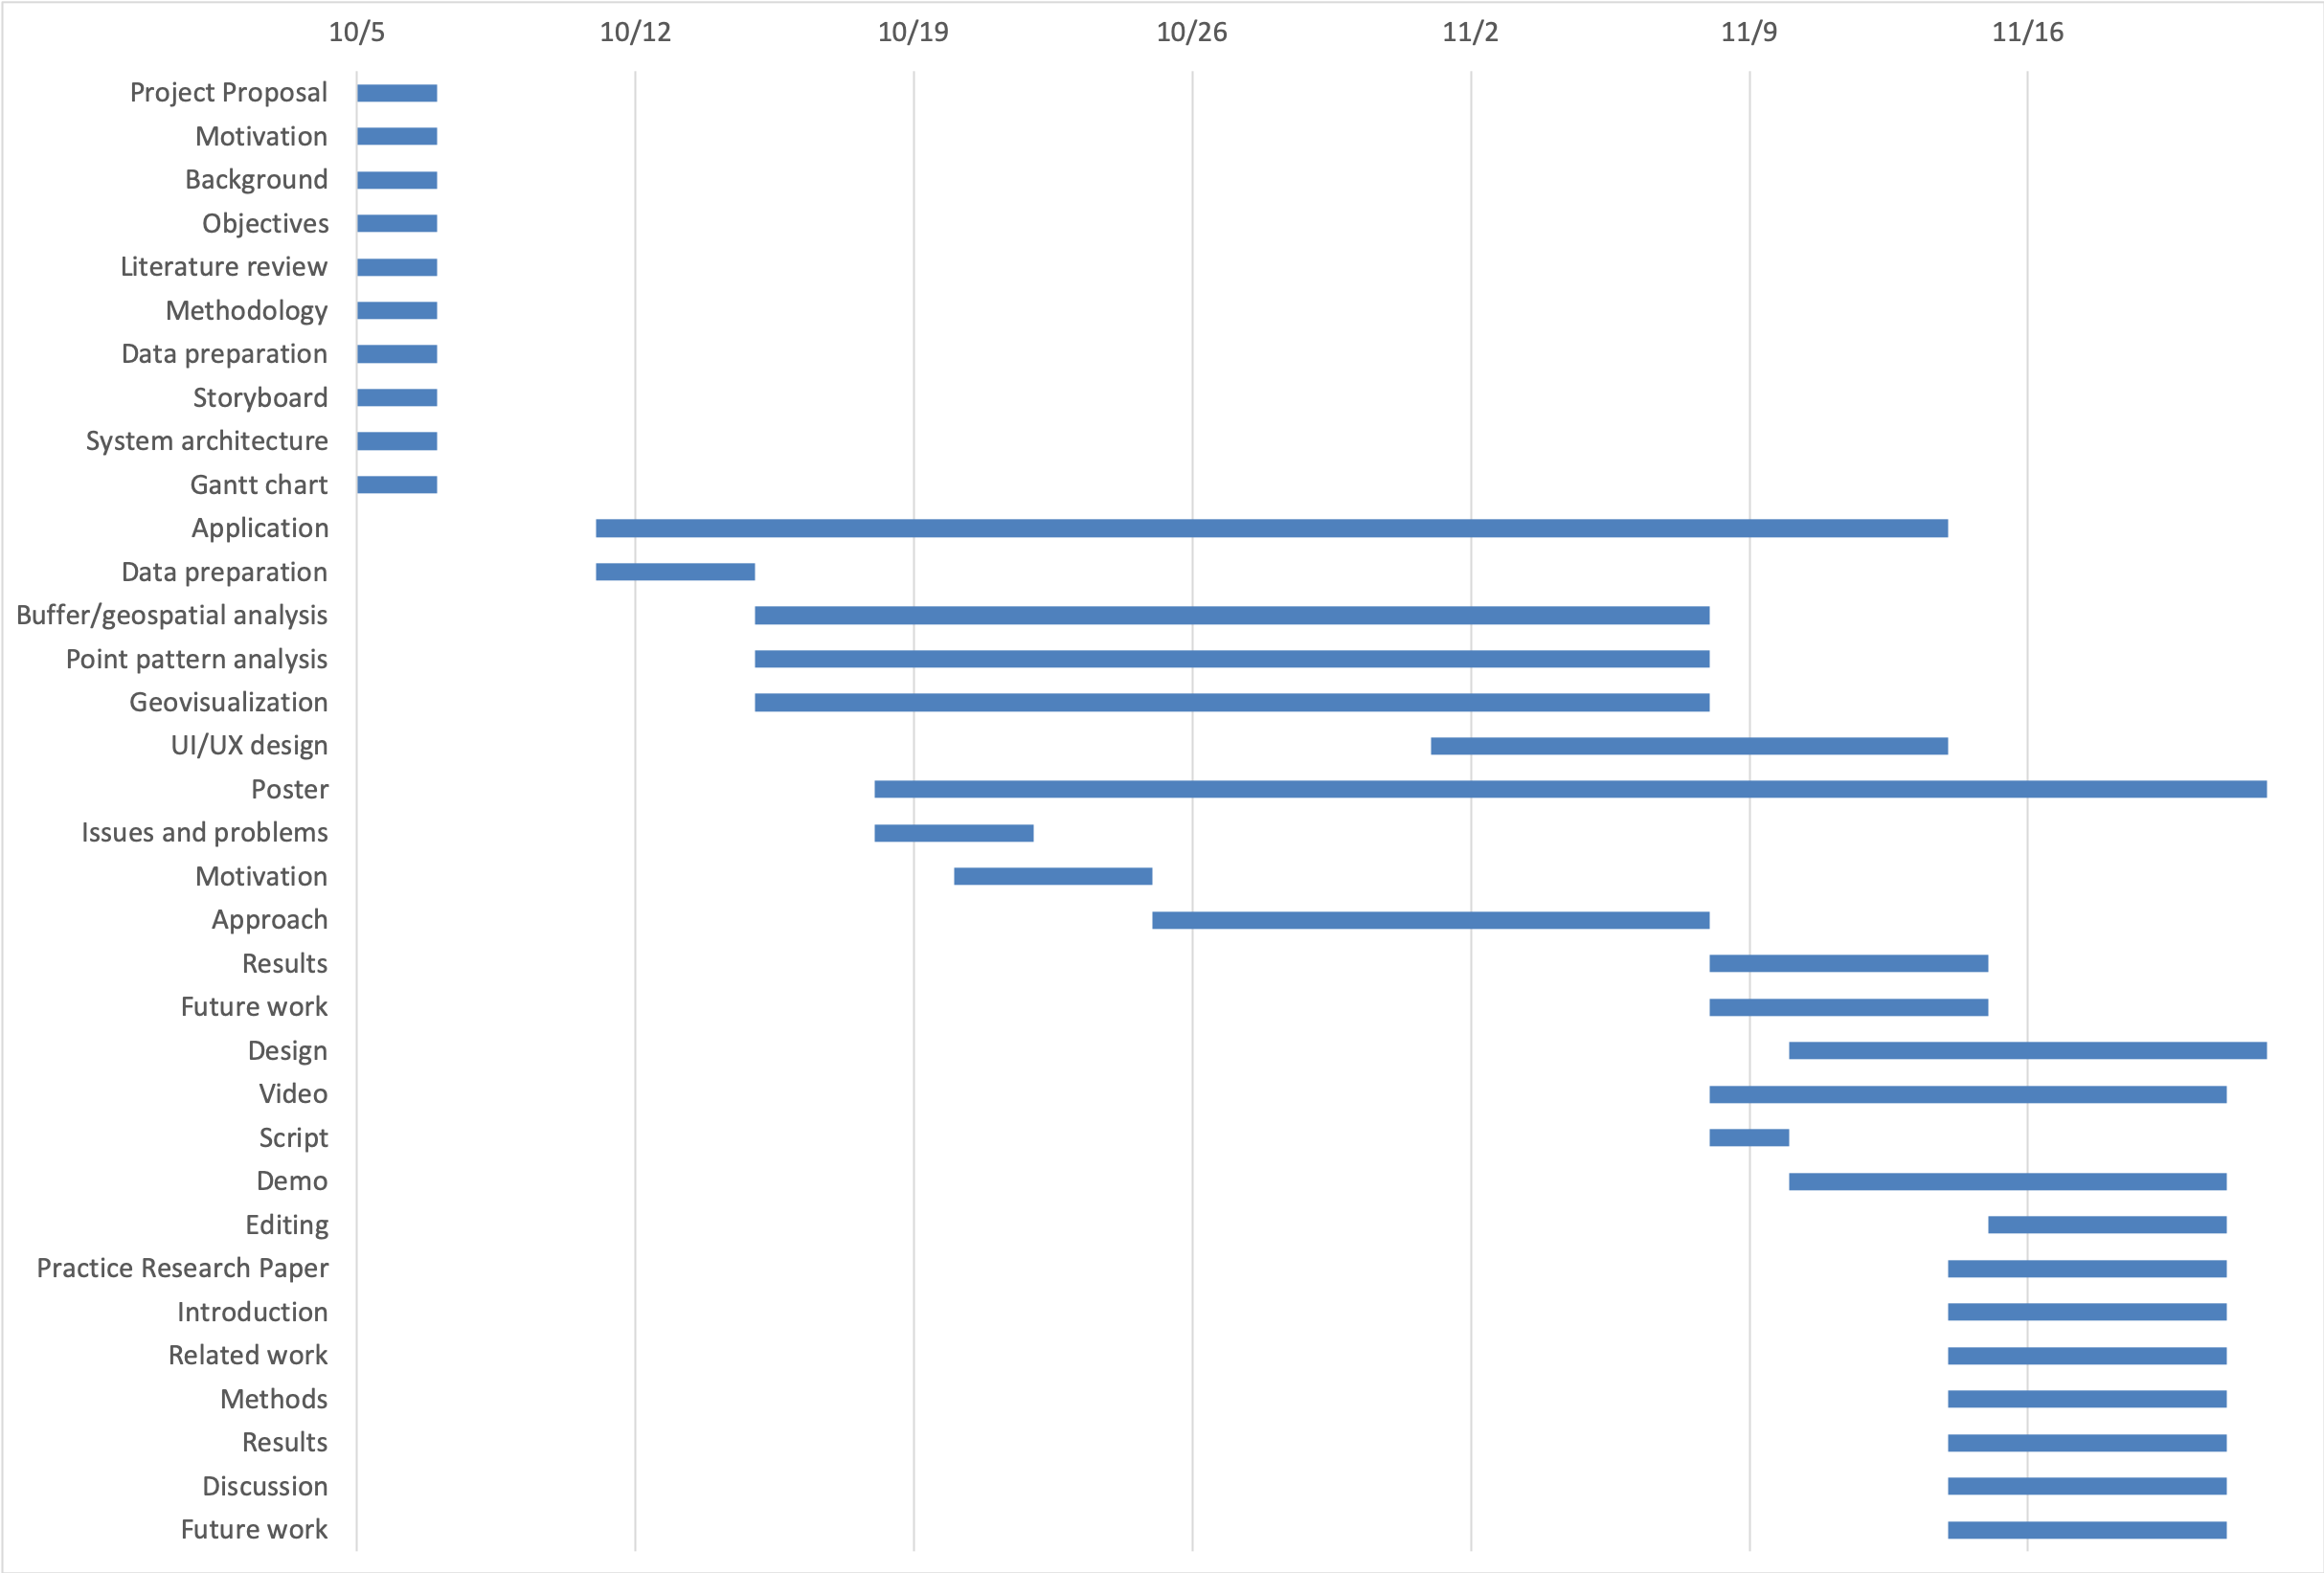 10/5 10/12 10/19 10/26 11/2 11/9 11/16
Project Proposal
Motivation
Background
Objectives
Literature review
Methodology
Data preparation
Storyboard
System architecture
Gantt chart
Application
Data preparation
Buffer/geospatial analysis
Point pattern analysis
Geovisualization
UI/UX design
Poster
Issues and problems
Motivation
Approach
Results
Future work
Design
Video
Script
Demo
Editing
Practice Research Paper
Introduction
Related work
Methods
Results
Discussion
Future work